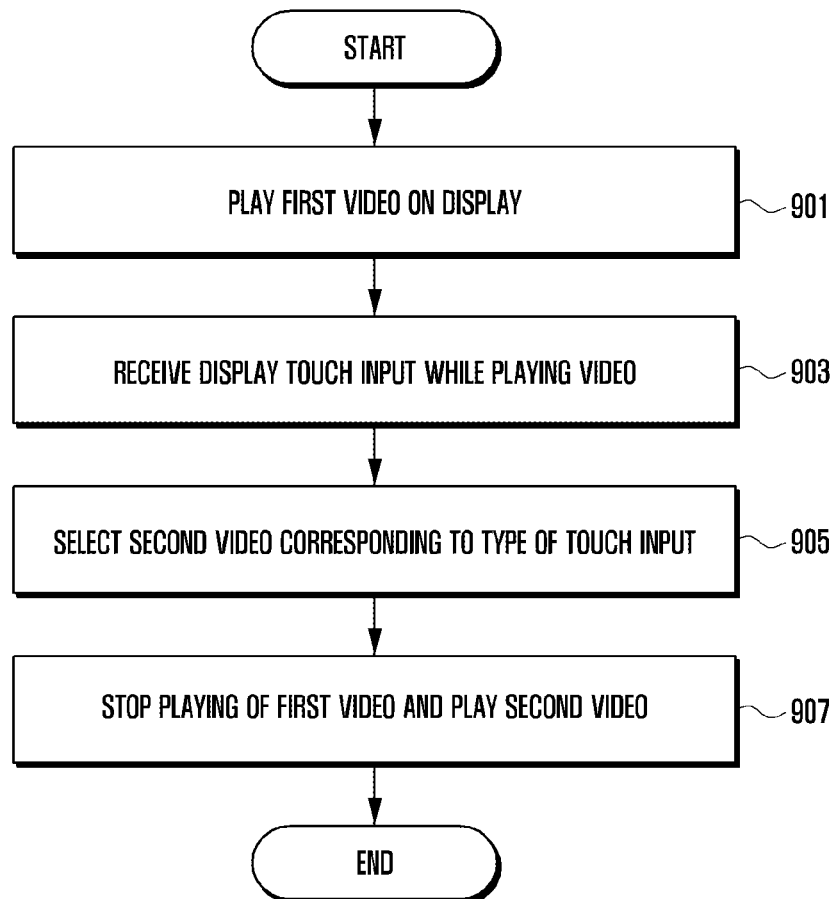 START
PLAY FIRST VIDEO ON DISPLAY
901
RECEIVE DISPLAY TOUCH INPUT WHILE PLAYING VIDEO
903
SELECT SECOND VIDEO CORRESPONDING TO TYPE OF TOUCH INPUT
905
STOP PLAYING OF FIRST VIDEO AND PLAY SECOND VIDEO
907
END